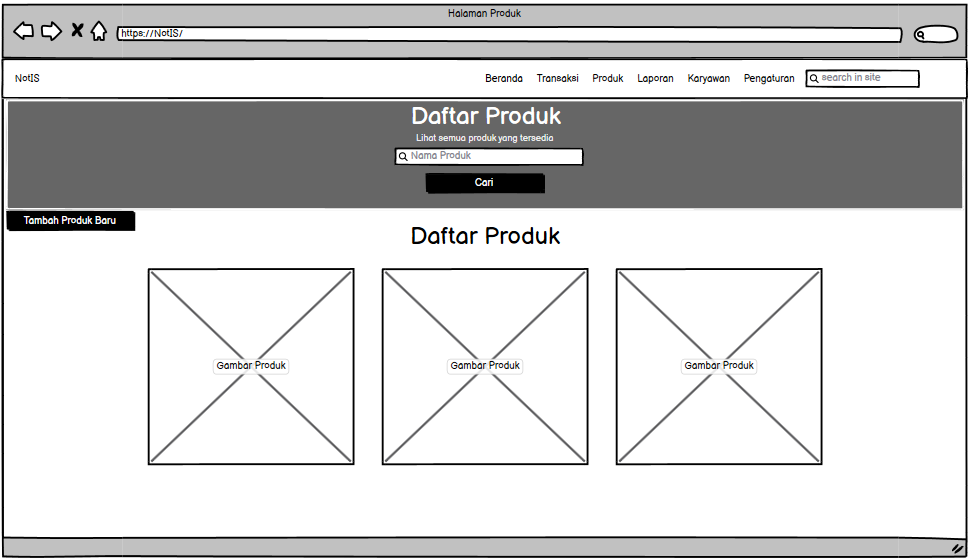 Halaman Produk
https://NotIS/
NotIS Beranda Transaksi Produk Laporan Karyawan Pengaturan search in site
Daftar Produk
Lihat semua produk yang tersedia
Nama Produk
Cari
Tambah Produk Baru
Daftar Produk
Gambar Produk Gambar Produk Gambar Produk